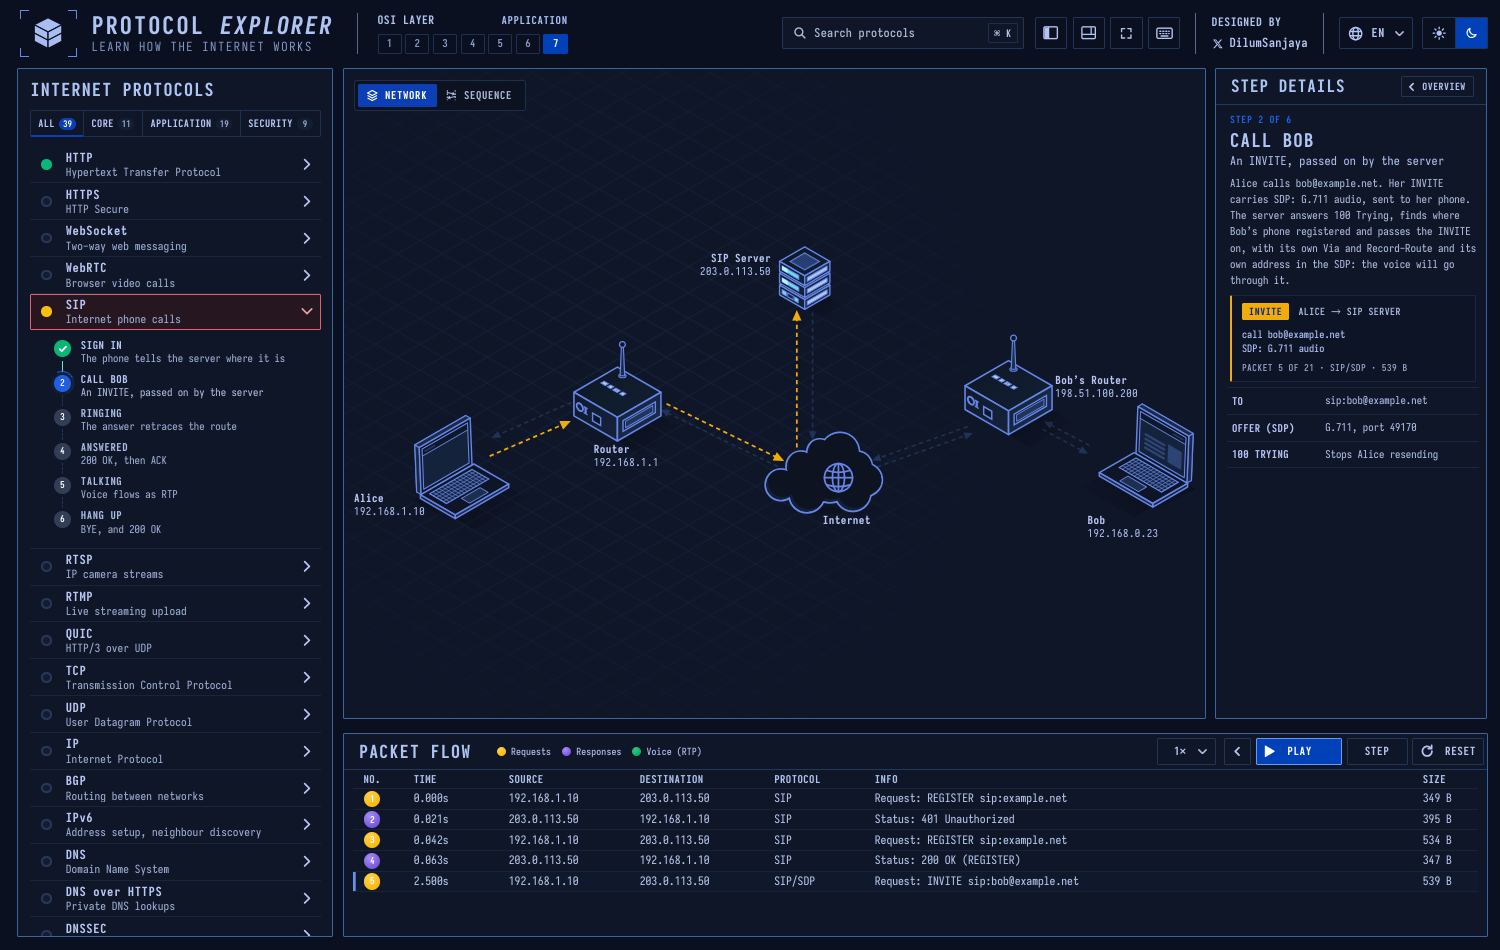 PROTOCOL EXPLORER
LEARN HOW THE INTERNET WORKS
OSI LAYER APPLICATION
1 2 3 4 5 6 7
Search protocols ⌘ K
DESIGNED BY
DilumSanjaya
EN
INTERNET PROTOCOLS
ALL 39 CORE 11 APPLICATION 19 SECURITY 9
HTTP
Hypertext Transfer Protocol
HTTPS
HTTP Secure
WebSocket
Two-way web messaging
WebRTC
Browser video calls
SIP
Internet phone calls
SIGN IN
The phone tells the server where it is
2 CALL BOB
An INVITE, passed on by the server
3 RINGING
The answer retraces the route
4 ANSWERED
200 OK, then ACK
5 TALKING
Voice flows as RTP
6 HANG UP
BYE, and 200 OK
RTSP
IP camera streams
RTMP
Live streaming upload
QUIC
HTTP/3 over UDP
TCP
Transmission Control Protocol
UDP
User Datagram Protocol
IP
Internet Protocol
BGP
Routing between networks
IPv6
Address setup, neighbour discovery
DNS
Domain Name System
DNS over HTTPS
Private DNS lookups
DNSSEC
NETWORK SEQUENCE
SIP Server
203.0.113.50
Router
192.168.1.1
Alice
192.168.1.10
Internet
Bob's Router
198.51.100.200
Bob
192.168.0.23
STEP DETAILS OVERVIEW
STEP 2 OF 6
CALL BOB
An INVITE, passed on by the server
Alice calls bob@example.net. Her INVITE
carries SDP: G.711 audio, sent to her phone.
The server answers 100 Trying, finds where
Bob's phone registered and passes the INVITE
on, with its own Via and Record-Route and its
own address in the SDP: the voice will go
through it.
INVITE ALICE → SIP SERVER
call bob@example.net
SDP: G.711 audio
PACKET 5 OF 21 · SIP/SDP · 539 B
TO sip:bob@example.net
OFFER (SDP) G.711, port 49170
100 TRYING Stops Alice resending
PACKET FLOW Requests Responses Voice (RTP)
1× PLAY STEP RESET
NO. TIME SOURCE DESTINATION PROTOCOL INFO SIZE
1 0.000s 192.168.1.10 203.0.113.50 SIP Request: REGISTER sip:example.net 349 B
2 0.021s 203.0.113.50 192.168.1.10 SIP Status: 401 Unauthorized 395 B
3 0.042s 192.168.1.10 203.0.113.50 SIP Request: REGISTER sip:example.net 534 B
4 0.063s 203.0.113.50 192.168.1.10 SIP Status: 200 OK (REGISTER) 347 B
5 2.500s 192.168.1.10 203.0.113.50 SIP/SDP Request: INVITE sip:bob@example.net 539 B